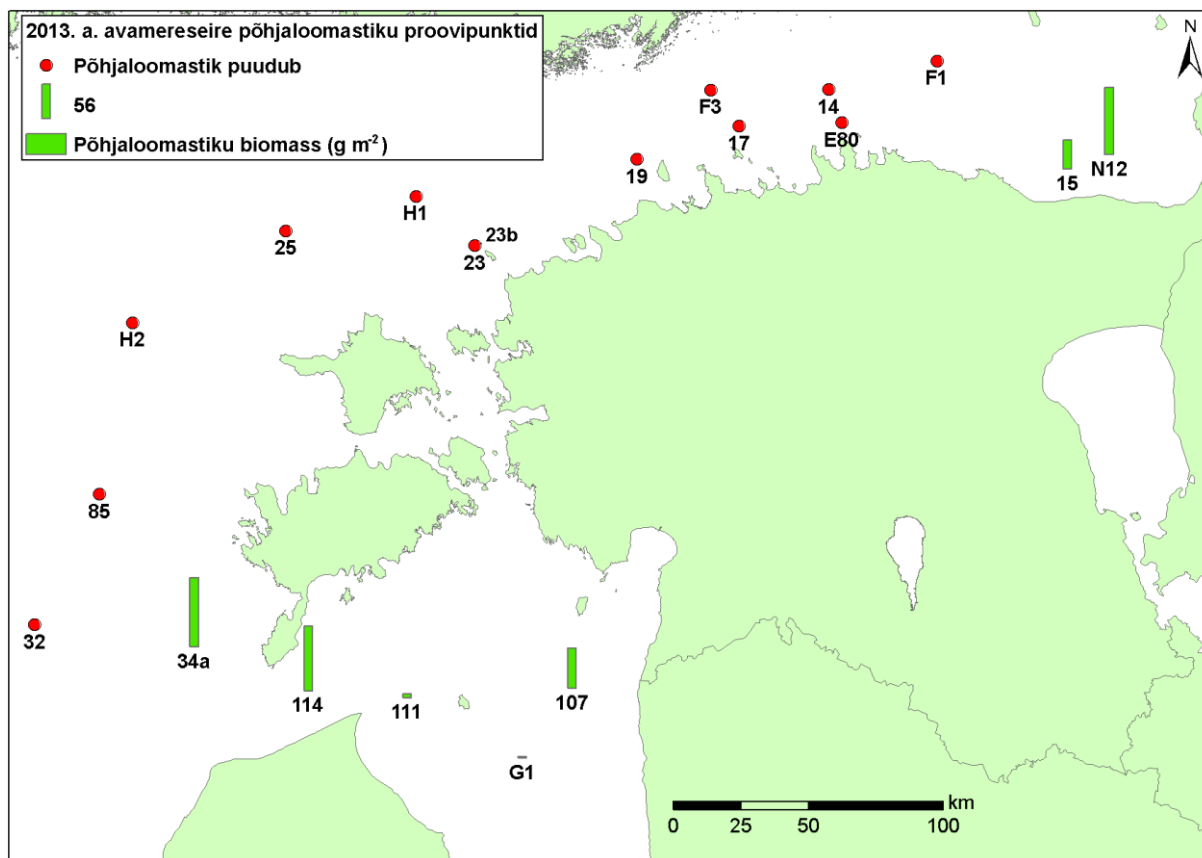 2013. a. avamereseire põhjaloomastiku proovipunktid
Põhjaloomastik puudub
56
Põhjaloomastiku biomass (g m⁻²)
N
F1
F3
14
17
E80
19
15
N12
H1
25
23b
23
H2
85
32
34a
114
111
107
G1
km
0 25 50 100